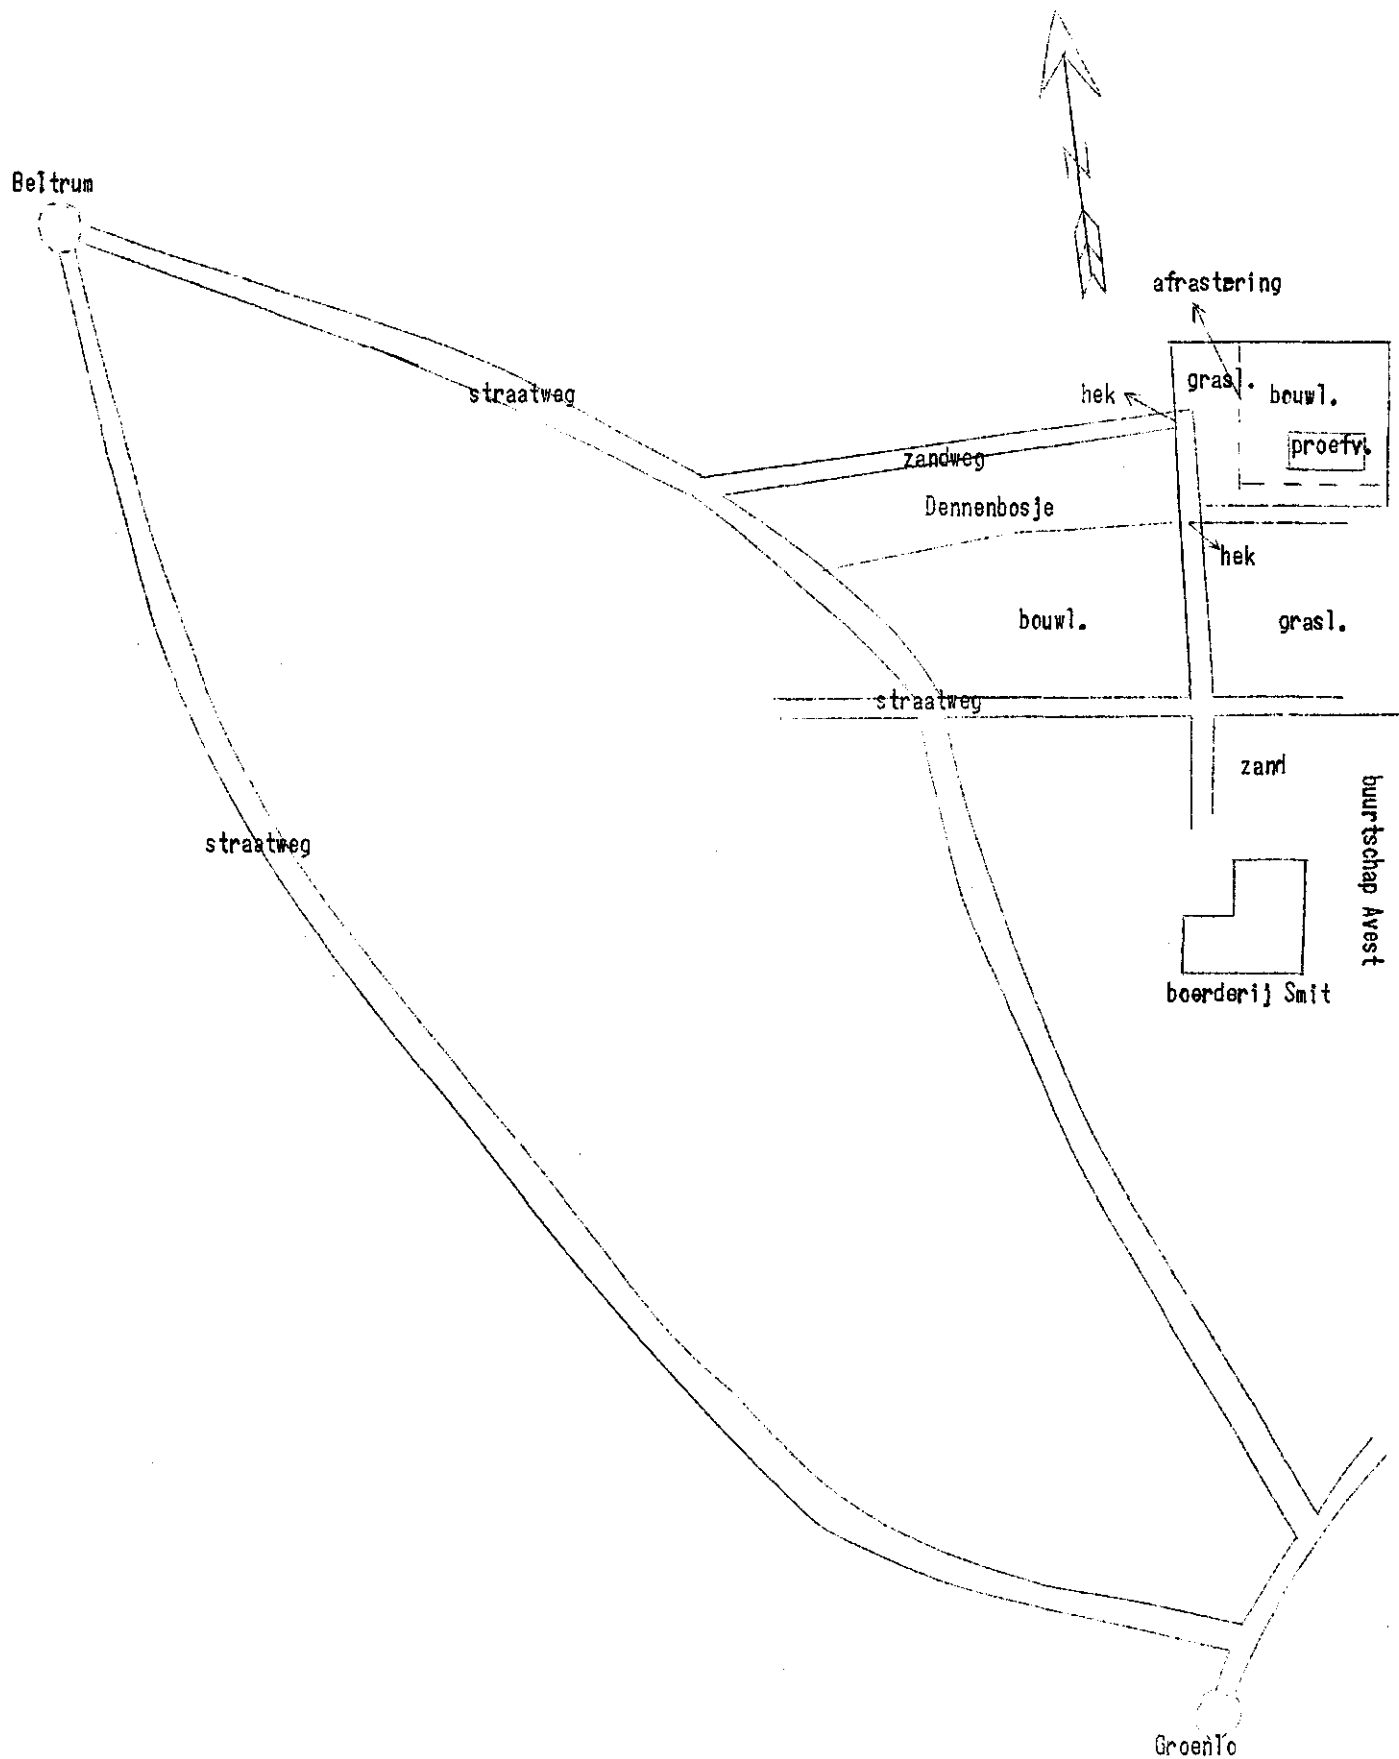 N
Beltrum
afrastering
grasl.
hek
bouwl.
straatweg
proefv.
zandweg
Dennenbosje
hek
bouwl.
grasl.
straatweg
zand
buurtschap Avest
straatweg
boerderij Smit
Groenlo